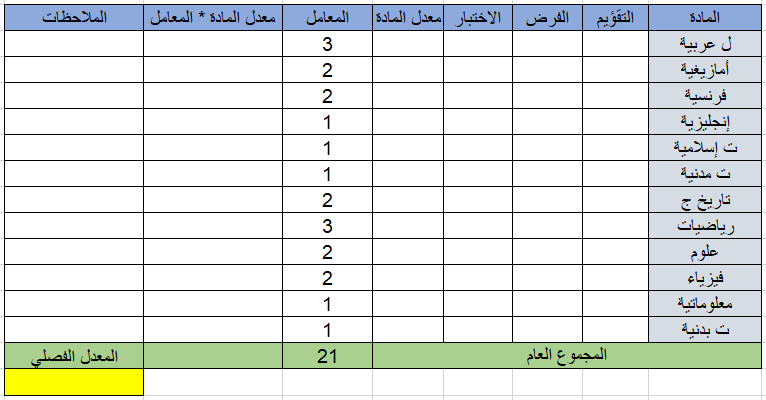 المادة التقؤيم الفرض الاختبار معدل المادة المعامل معدل المادة * المعامل الملاحظات
ل عربية 3
أمازيغية 2
فرنسية 2
إنجليزية 1
ت إسلامية 1
ت مدنية 1
تاريخ ج 2
رياضيات 3
علوم 2
فيزياء 2
معلوماتية 1
ت بدنية 1
المجموع العام 21 المعدل الفصلي